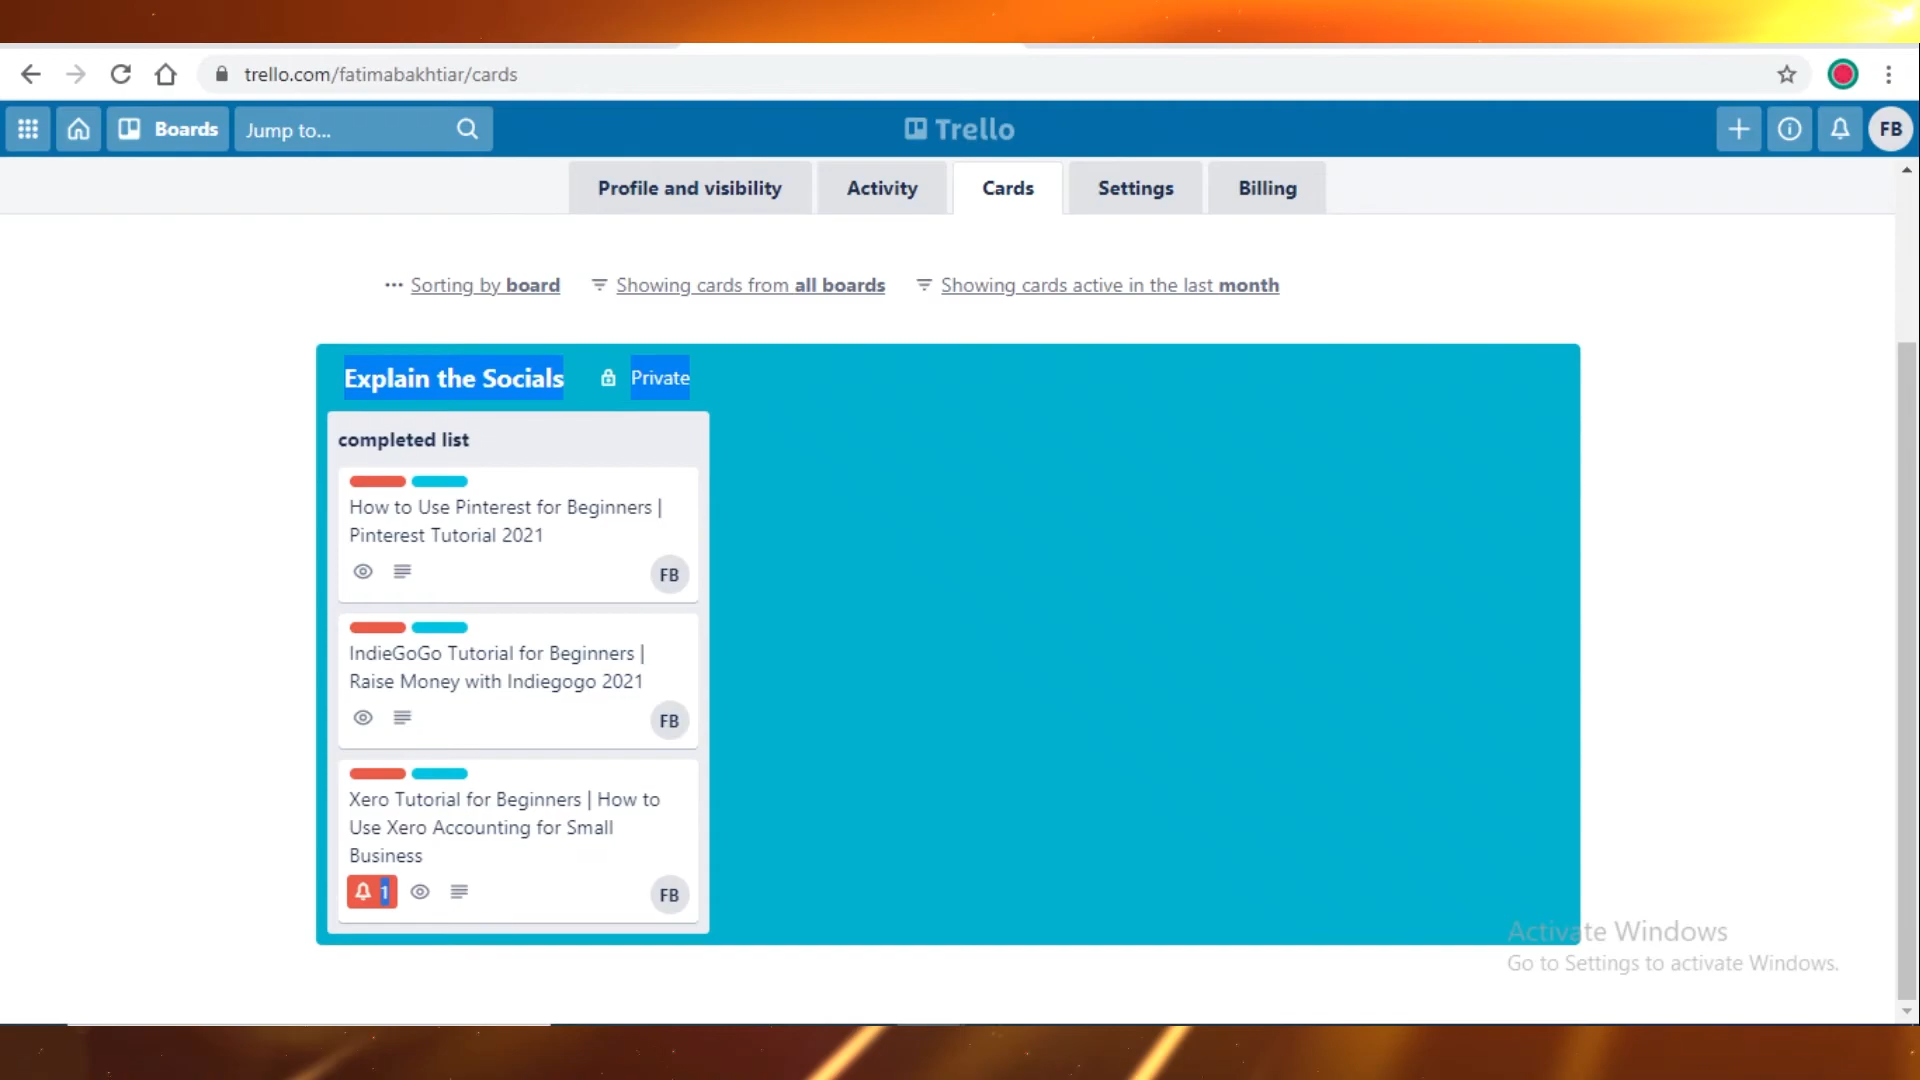 trello.com/fatimabakhtiar/cards
Boards
Jump to...
Trello
FB
Profile and visibility
Activity
Cards
Settings
Billing
Sorting by board
Showing cards from all boards
Showing cards active in the last month
Explain the Socials
Private
completed list
How to Use Pinterest for Beginners |
Pinterest Tutorial 2021
FB
IndieGoGo Tutorial for Beginners |
Raise Money with Indiegogo 2021
FB
Xero Tutorial for Beginners | How to
Use Xero Accounting for Small
Business
1
FB
Activate Windows
Go to Settings to activate Windows.